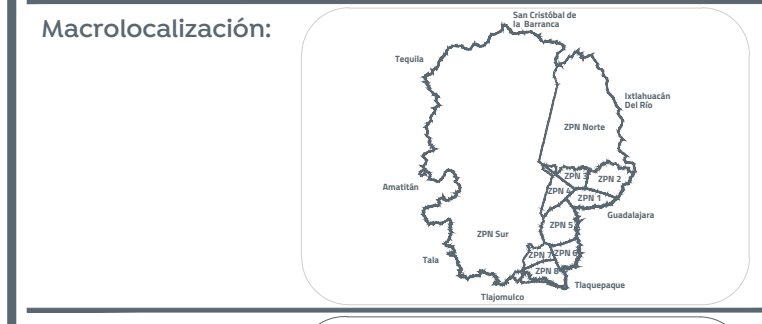 Macrolocalización:
San Cristóbal de
la Barranca
Tequila
Ixtlahuacán
Del Río
ZPN Norte
ZPN 3
ZPN 2
Amatitán
ZPN 4
ZPN 1
Guadalajara
ZPN 5
ZPN Sur
ZPN 7
ZPN 6
Tala
ZPN 8
Tlaquepaque
Tlajomulco